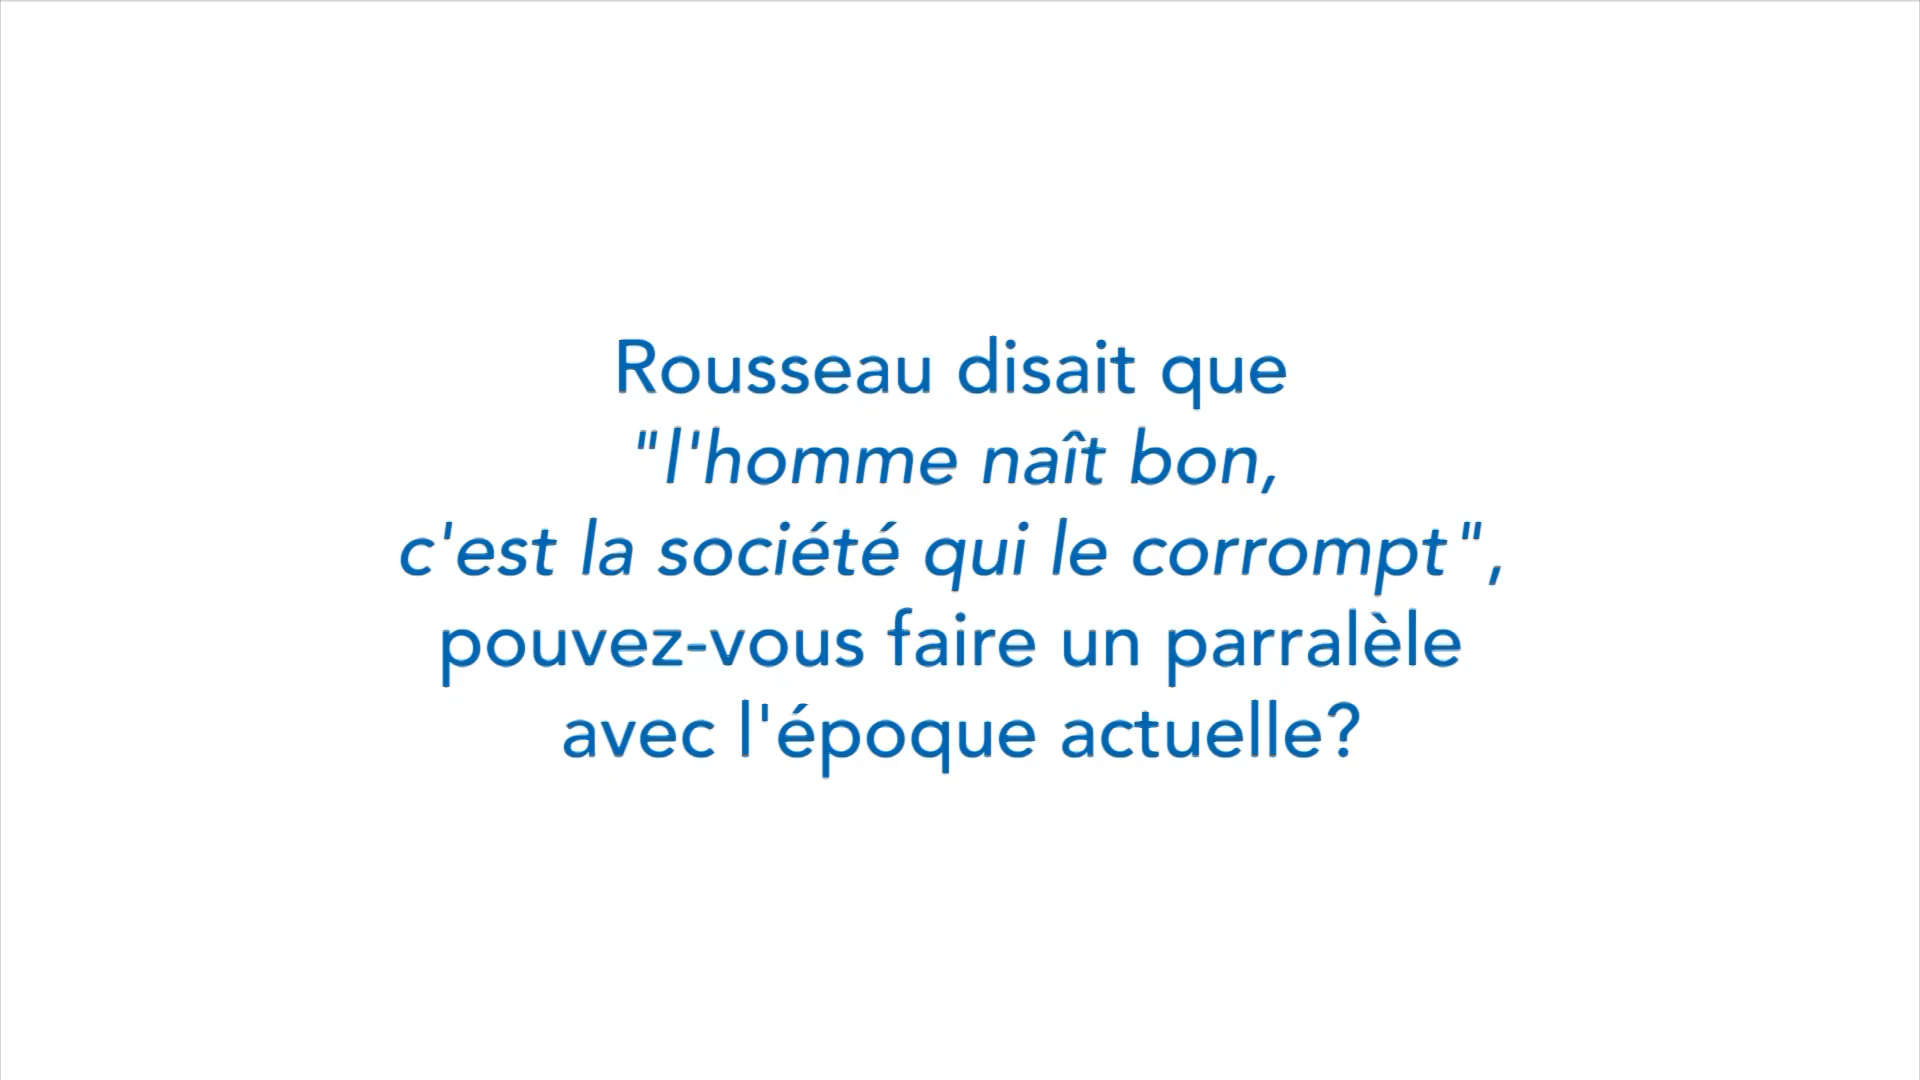 Rousseau disait que
"l'homme naît bon,
c'est la société qui le corrompt",
pouvez-vous faire un parralèle
avec l'époque actuelle?